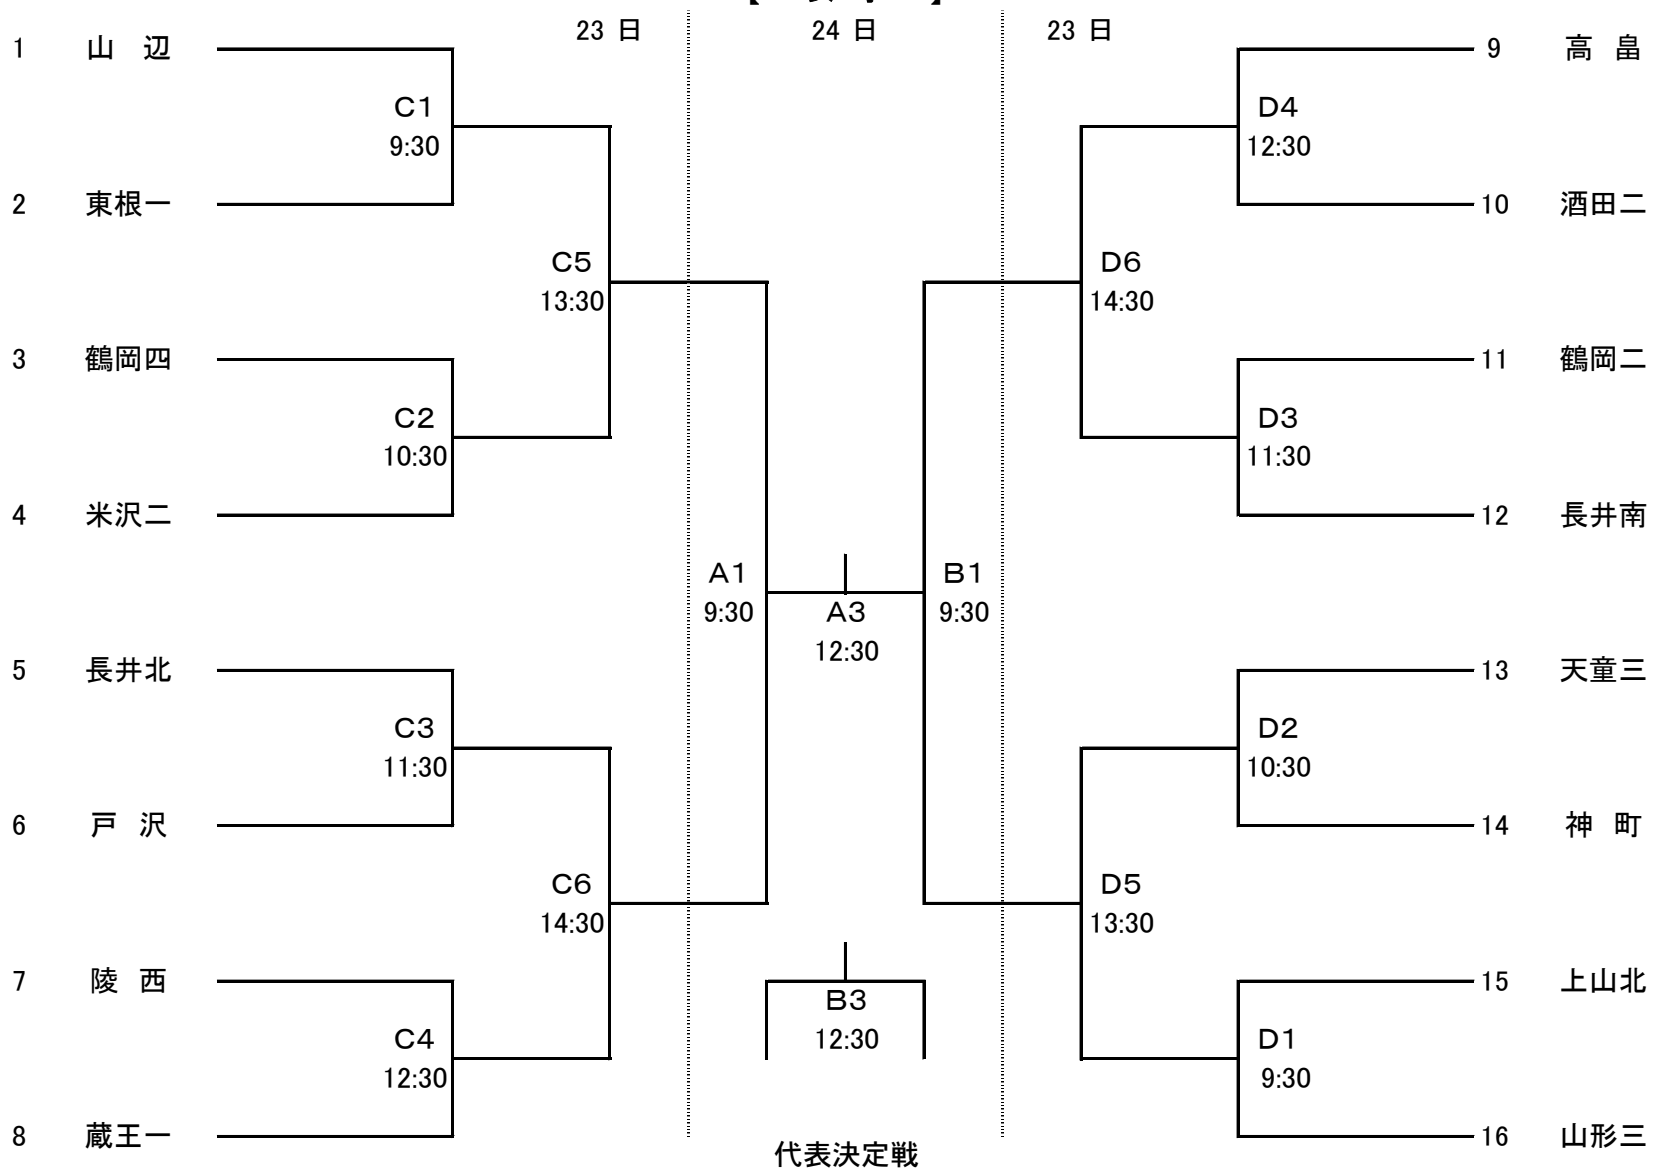 23 日
24 日
23 日
1 山 辺
9 高 畠
C1
9:30
D4
12:30
2 東根一
10 酒田二
C5
13:30
D6
14:30
3 鶴岡四
11 鶴岡二
C2
10:30
D3
11:30
4 米沢二
12 長井南
A1
9:30
A3
12:30
B1
9:30
5 長井北
13 天童三
C3
11:30
D2
10:30
6 戸 沢
14 神 町
C6
14:30
D5
13:30
7 陵 西
15 上山北
B3
12:30
C4
12:30
D1
9:30
8 蔵王一
16 山形三
代表決定戦